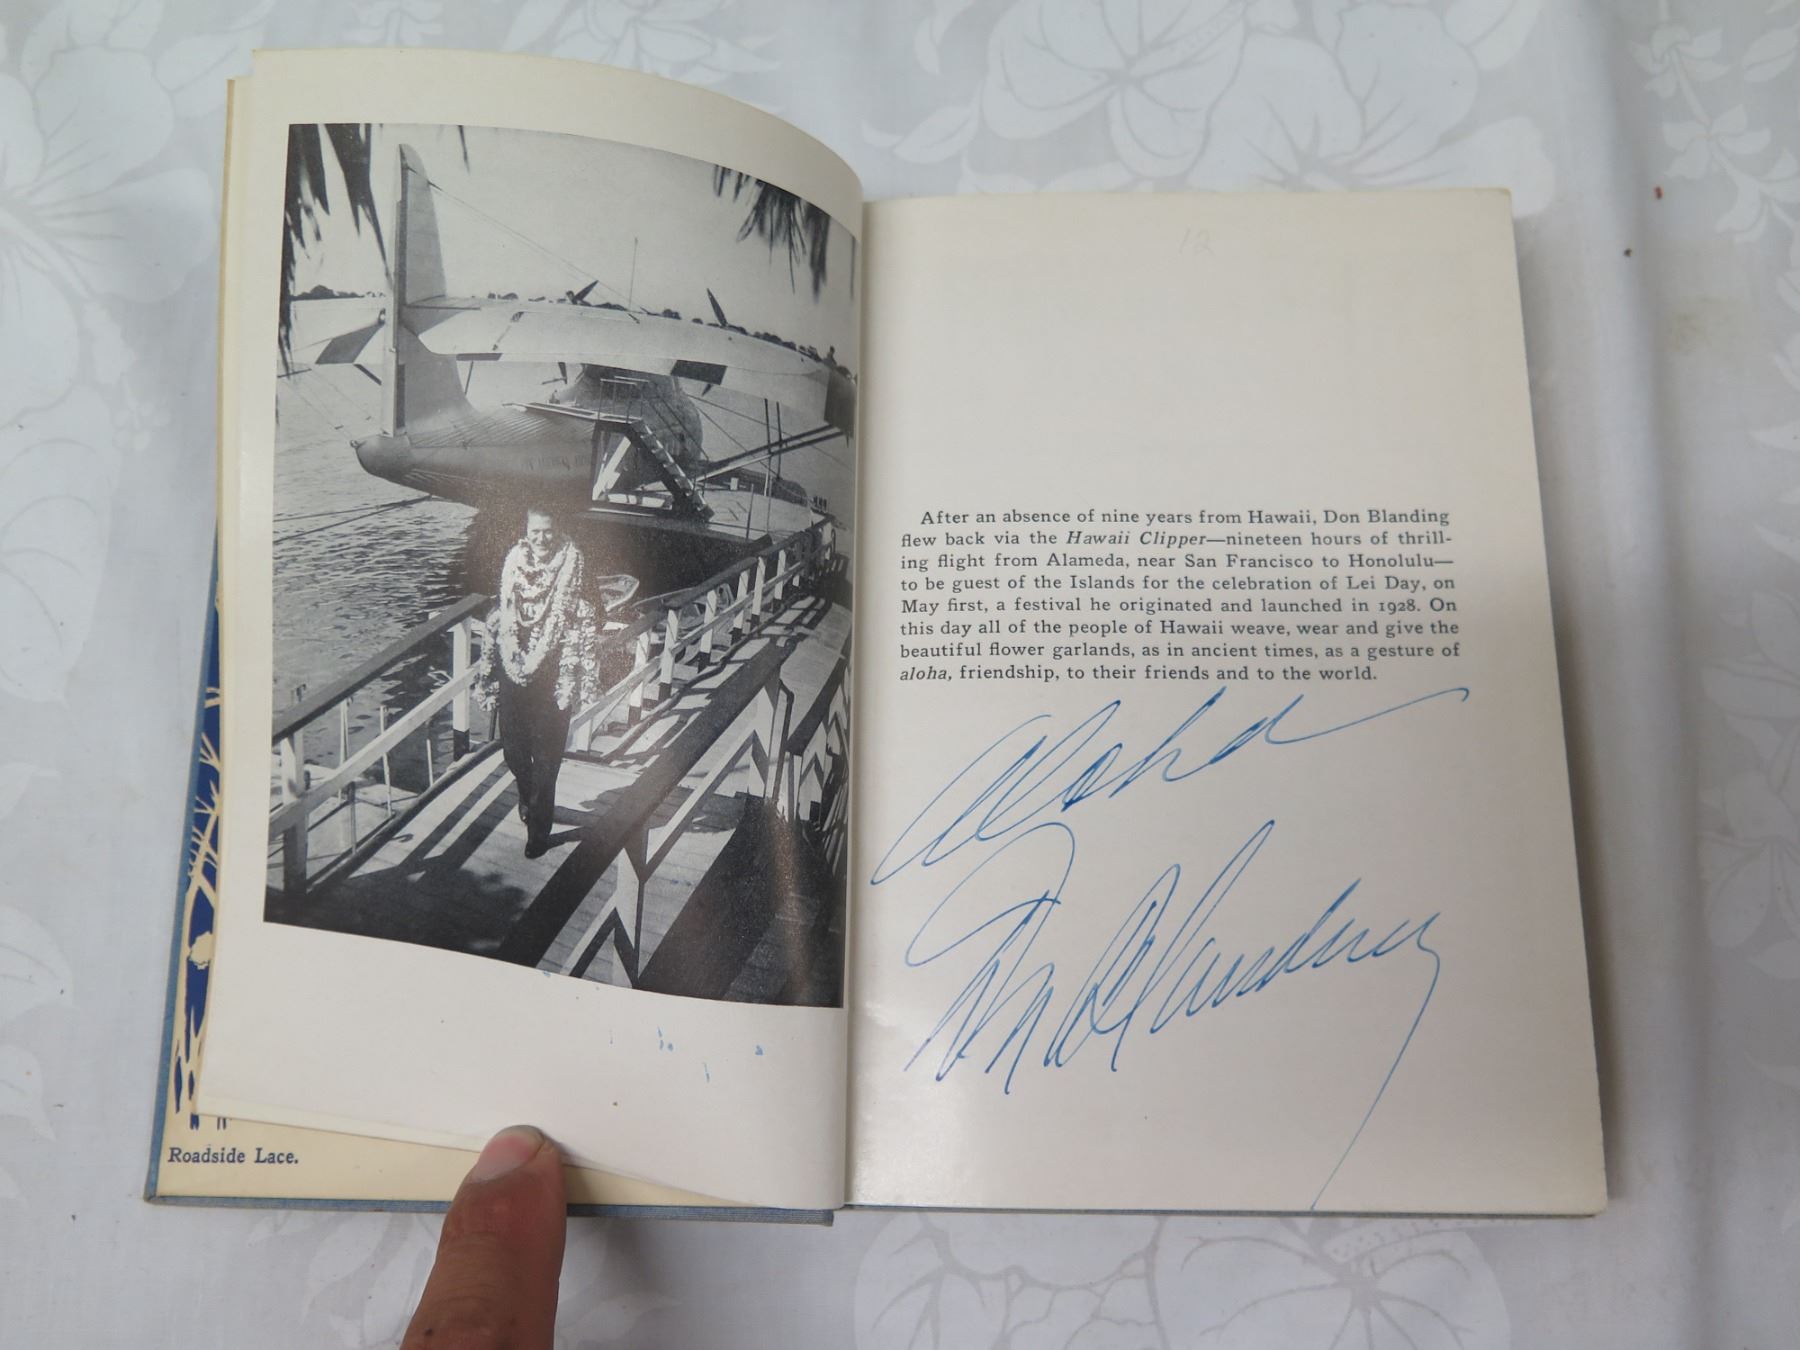 12
After an absence of nine years from Hawaii, Don Blanding
flew back via the Hawaii Clipper—nineteen hours of thrill-
ing flight from Alameda, near San Francisco to Honolulu—
to be guest of the Islands for the celebration of Lei Day, on
May first, a festival he originated and launched in 1928. On
this day all of the people of Hawaii weave, wear and give the
beautiful flower garlands, as in ancient times, as a gesture of
aloha, friendship, to their friends and to the world.
Aloha
Don Blanding
Roadside Lace.